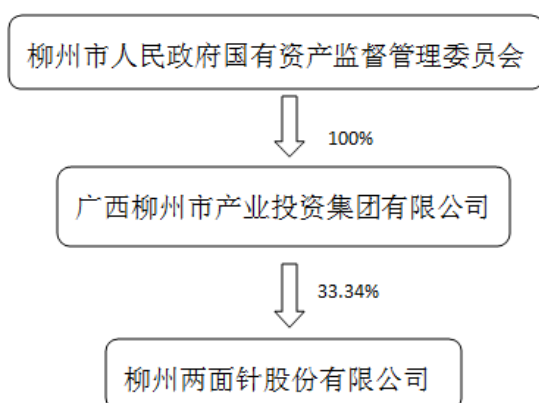 柳州市人民政府国有资产监督管理委员会
100%
广西柳州市产业投资集团有限公司
33.34%
柳州两面针股份有限公司